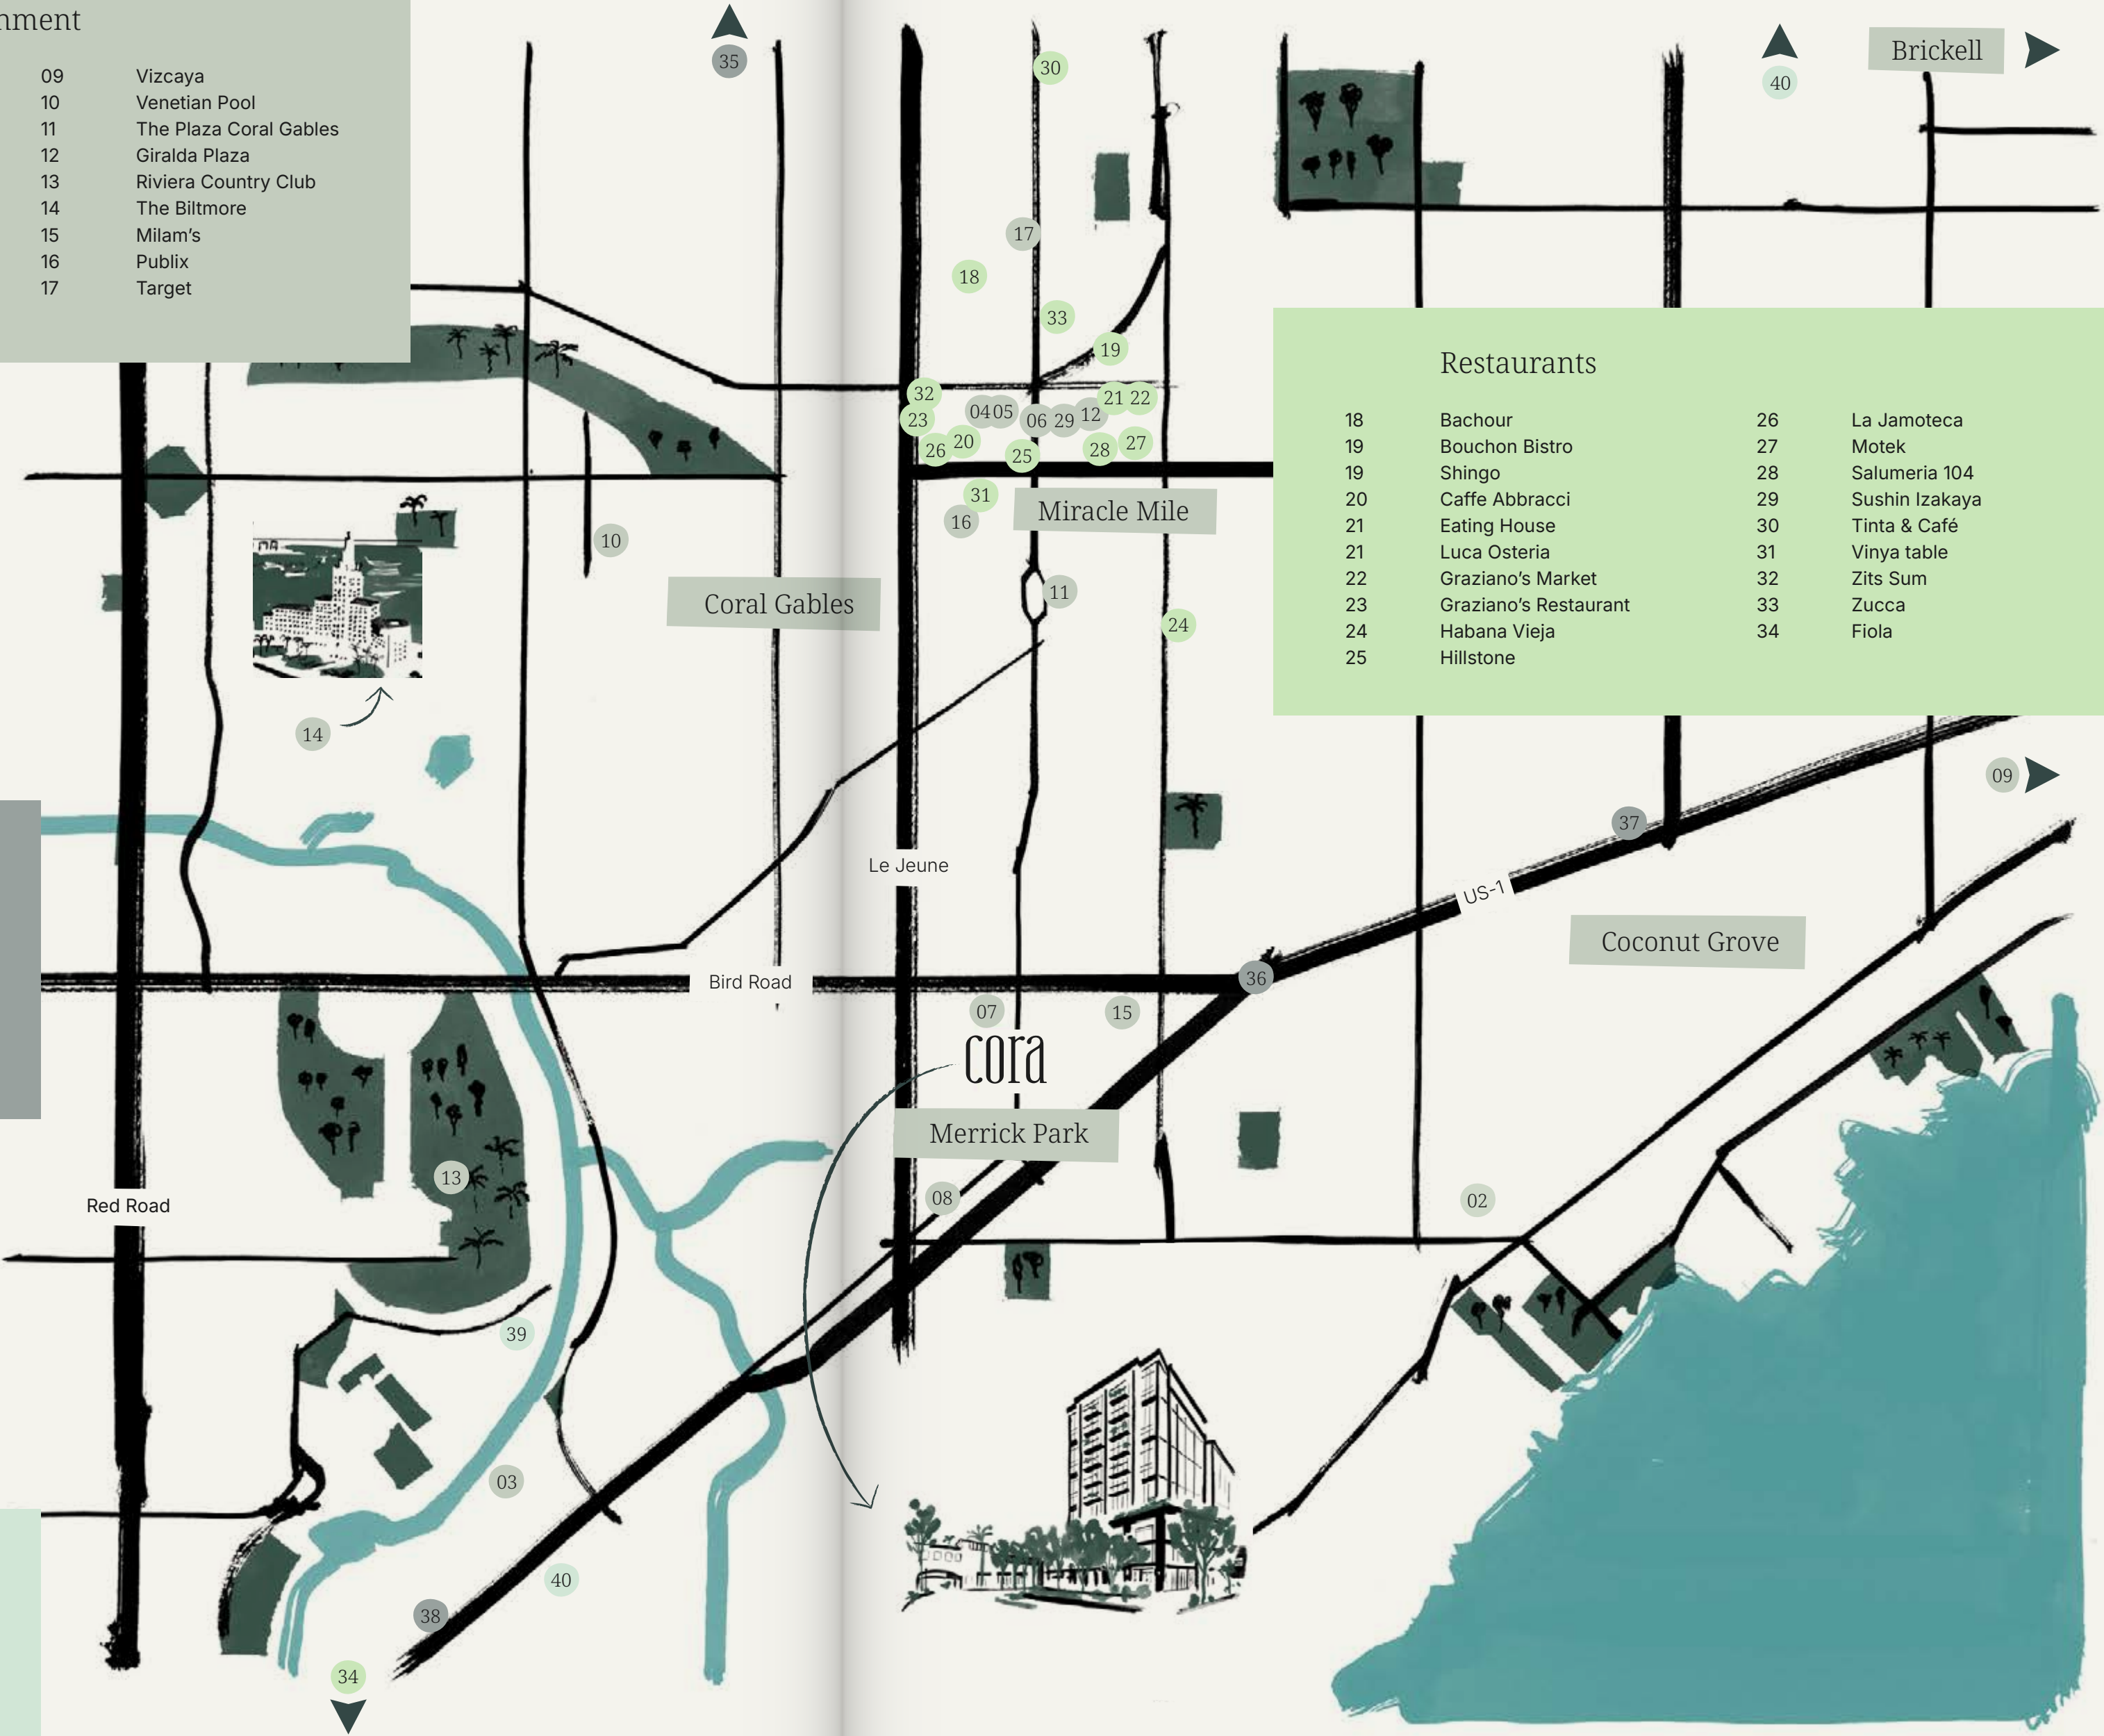 nment
09 Vizcaya
10 Venetian Pool
11 The Plaza Coral Gables
12 Giralda Plaza
13 Riviera Country Club
14 The Biltmore
15 Milam's
16 Publix
17 Target
35
30
40
Brickell
17
18
33
19
32
23
04 05
06 29 12
21 22
26 20
25
28 27
31
16
Miracle Mile
10
11
Coral Gables
24
14
Restaurants
18 Bachour
19 Bouchon Bistro
19 Shingo
20 Caffe Abbracci
21 Eating House
21 Luca Osteria
22 Graziano's Market
23 Graziano's Restaurant
24 Habana Vieja
25 Hillstone
26 La Jamoteca
27 Motek
28 Salumeria 104
29 Sushin Izakaya
30 Tinta & Café
31 Vinya table
32 Zits Sum
33 Zucca
34 Fiola
09
37
Le Jeune
US-1
Coconut Grove
Bird Road
36
07
15
cora
Merrick Park
13
08
02
Red Road
39
03
40
38
34